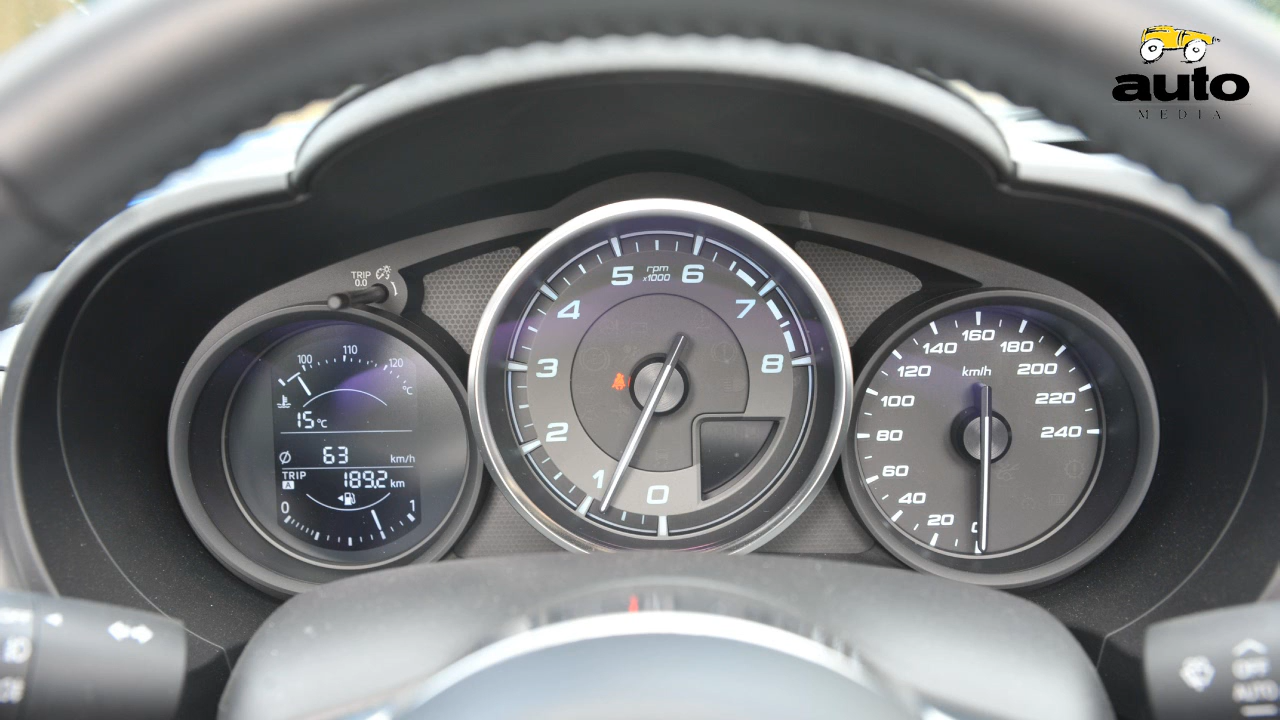 auto
MEDIA
TRIP
0.0
rpm
x1000
0
1
2
3
4
5
6
7
8
100
110
120
°C
15°C
Ø 63 km/h
TRIP
A
189.2 km
0
1
km/h
0
20
40
60
80
100
120
140
160
180
200
220
240
OFF
AUTO